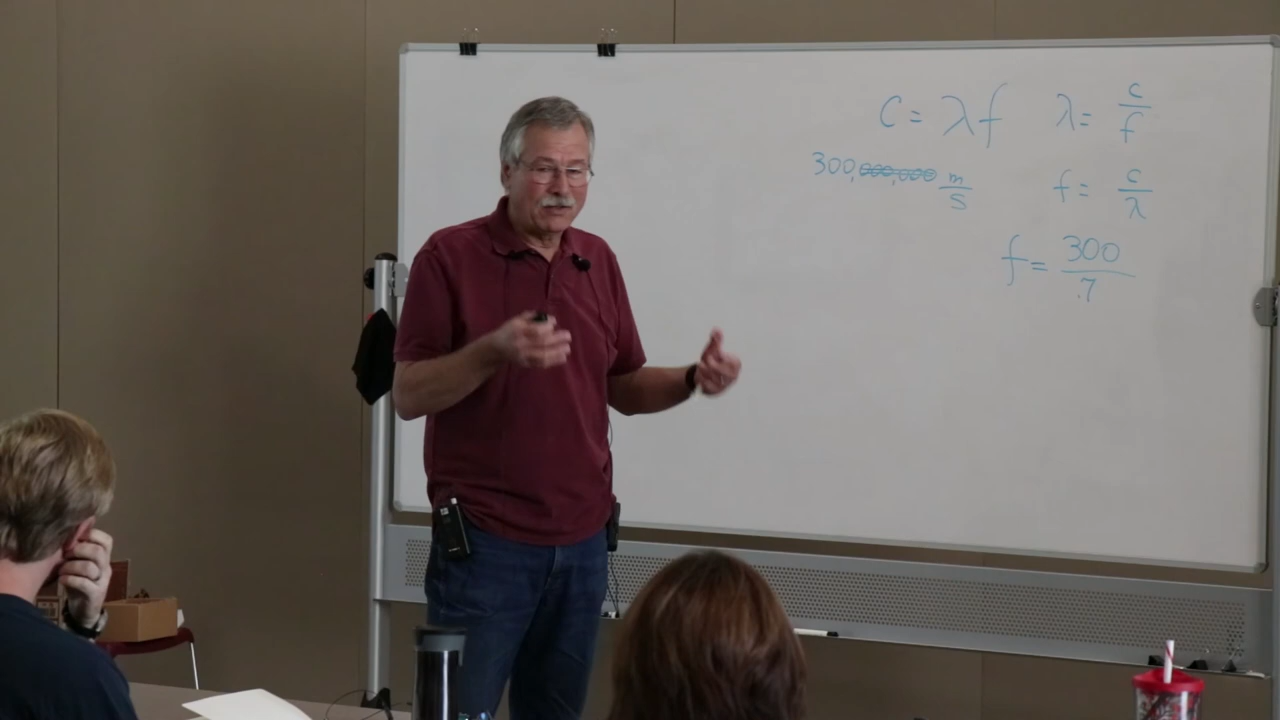 C = λf λ = c/f
300,000,000 m/s f = c/λ
f = 300/.7